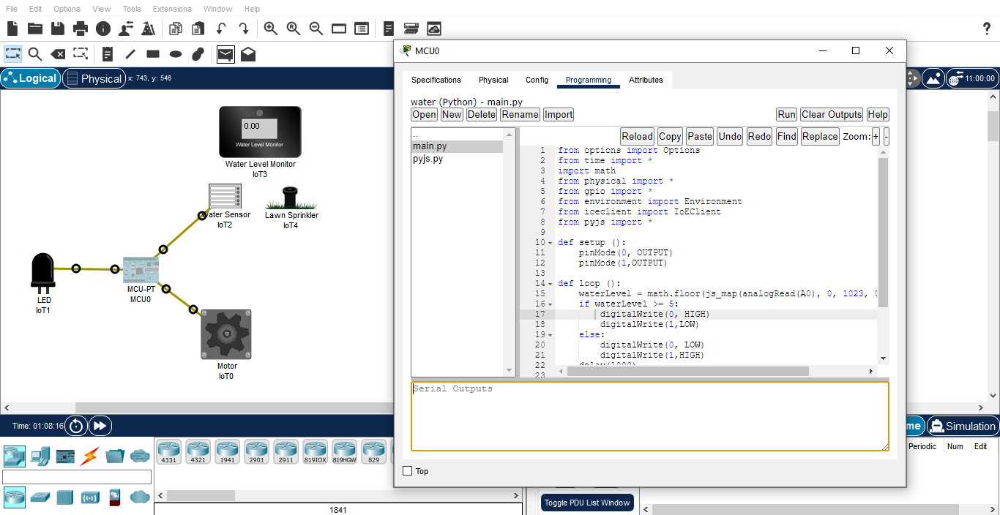 File Edit Options View Tools Extensions Window Help
?
MCU0
Logical Physical x: 743, y: 546
11:00:00
Specifications Physical Config Programming Attributes
water (Python) - main.py
Open New Delete Rename Import Run Clear Outputs Help
Reload Copy Paste Undo Redo Find Replace Zoom: + -
..
main.py
pyjs.py
1 from options import Options
2 from time import *
3 import math
4 from physical import *
5 from gpio import *
6 from environment import Environment
7 from ioeclient import IoEClient
8 from pyjs import *
9
10 def setup ():
11 pinMode(0, OUTPUT)
12 pinMode(1,OUTPUT)
13
14 def loop ():
15 waterLevel = math.floor(js_map(analogRead(A0), 0, 1023, 0
16 if waterLevel >= 5:
17 digitalWrite(0, HIGH)
18 digitalWrite(1,LOW)
19 else:
20 digitalWrite(0, LOW)
21 digitalWrite(1,HIGH)
22 delay(1000)
23
Serial Outputs
Top
0.00
Water Level Monitor
Water Level Monitor
IoT3
Water Sensor
IoT2
Lawn Sprinkler
IoT4
MCU-PT
MCU0
LED
IoT1
Motor
IoT0
Time: 01:08:16
me Simulation
Periodic Num Edit
4331 4321 1941 2901 2911 819IOX 819HGW 829
1841
Toggle PDU List Window